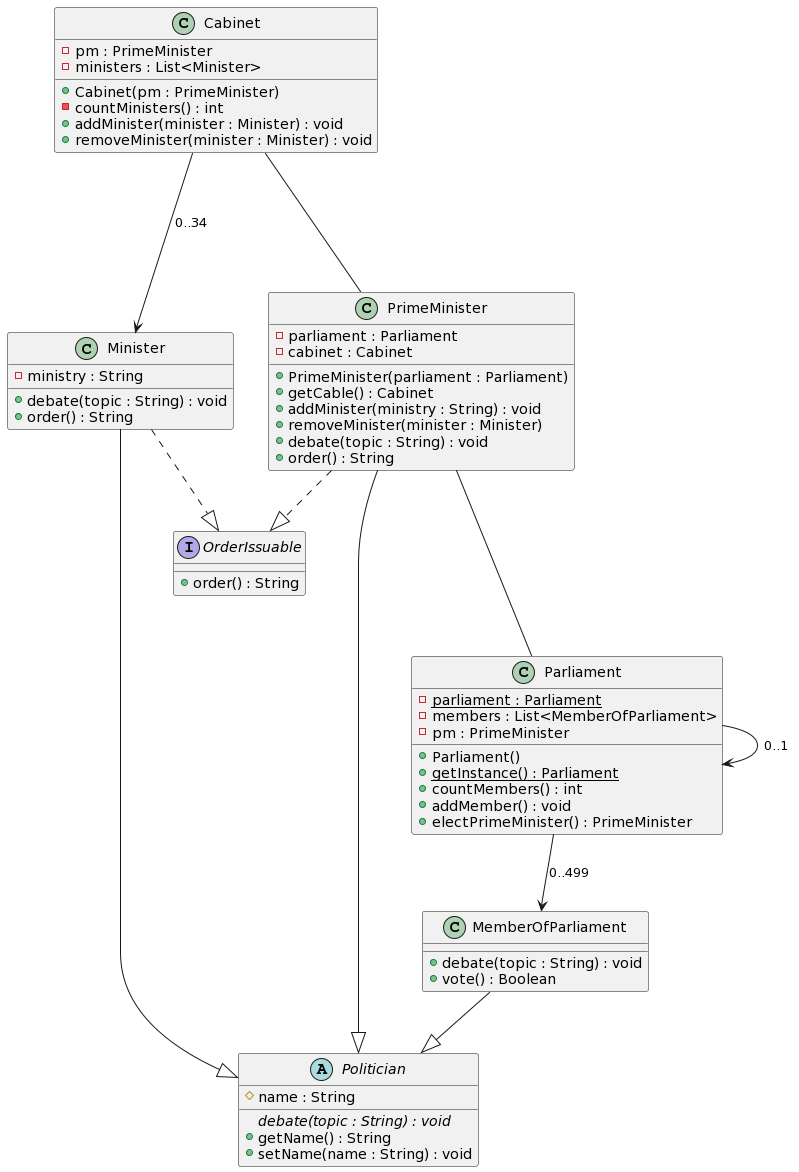 C Cabinet
pm : PrimeMinister
ministers : List<Minister>
Cabinet(pm : PrimeMinister)
countMinisters() : int
addMinister(minister : Minister) : void
removeMinister(minister : Minister) : void
0..34
C PrimeMinister
parliament : Parliament
cabinet : Cabinet
PrimeMinister(parliament : Parliament)
getCable() : Cabinet
addMinister(ministry : String) : void
removeMinister(minister : Minister)
debate(topic : String) : void
order() : String
C Minister
ministry : String
debate(topic : String) : void
order() : String
I OrderIssuable
order() : String
C Parliament
parliament : Parliament
members : List<MemberOfParliament>
pm : PrimeMinister
Parliament()
getInstance() : Parliament
countMembers() : int
addMember() : void
electPrimeMinister() : PrimeMinister
0..1
0..499
C MemberOfParliament
debate(topic : String) : void
vote() : Boolean
A Politician
name : String
debate(topic : String) : void
getName() : String
setName(name : String) : void